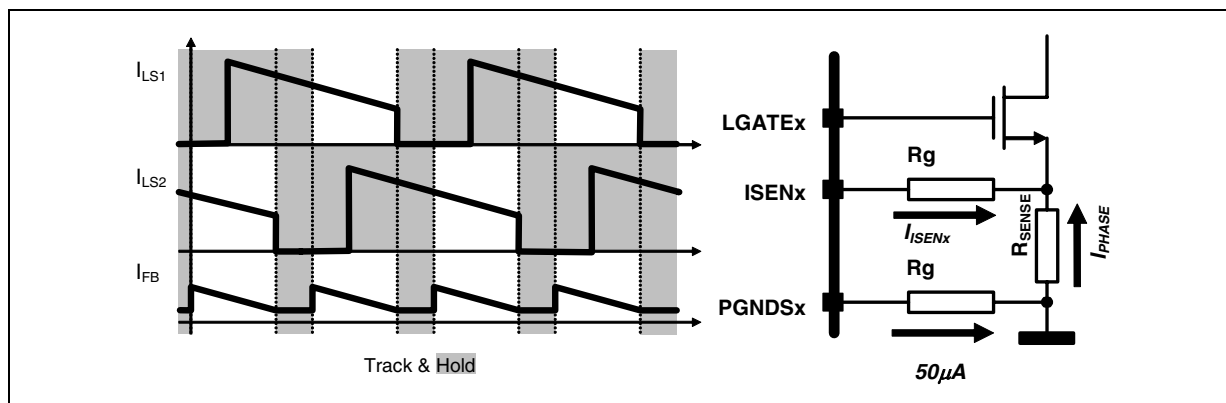 I_LS1
I_LS2
I_FB
Track & Hold
LGATEx
Rg
ISENx
I_ISENx
R_SENSE
I_PHASE
Rg
PGNDSx
50µA